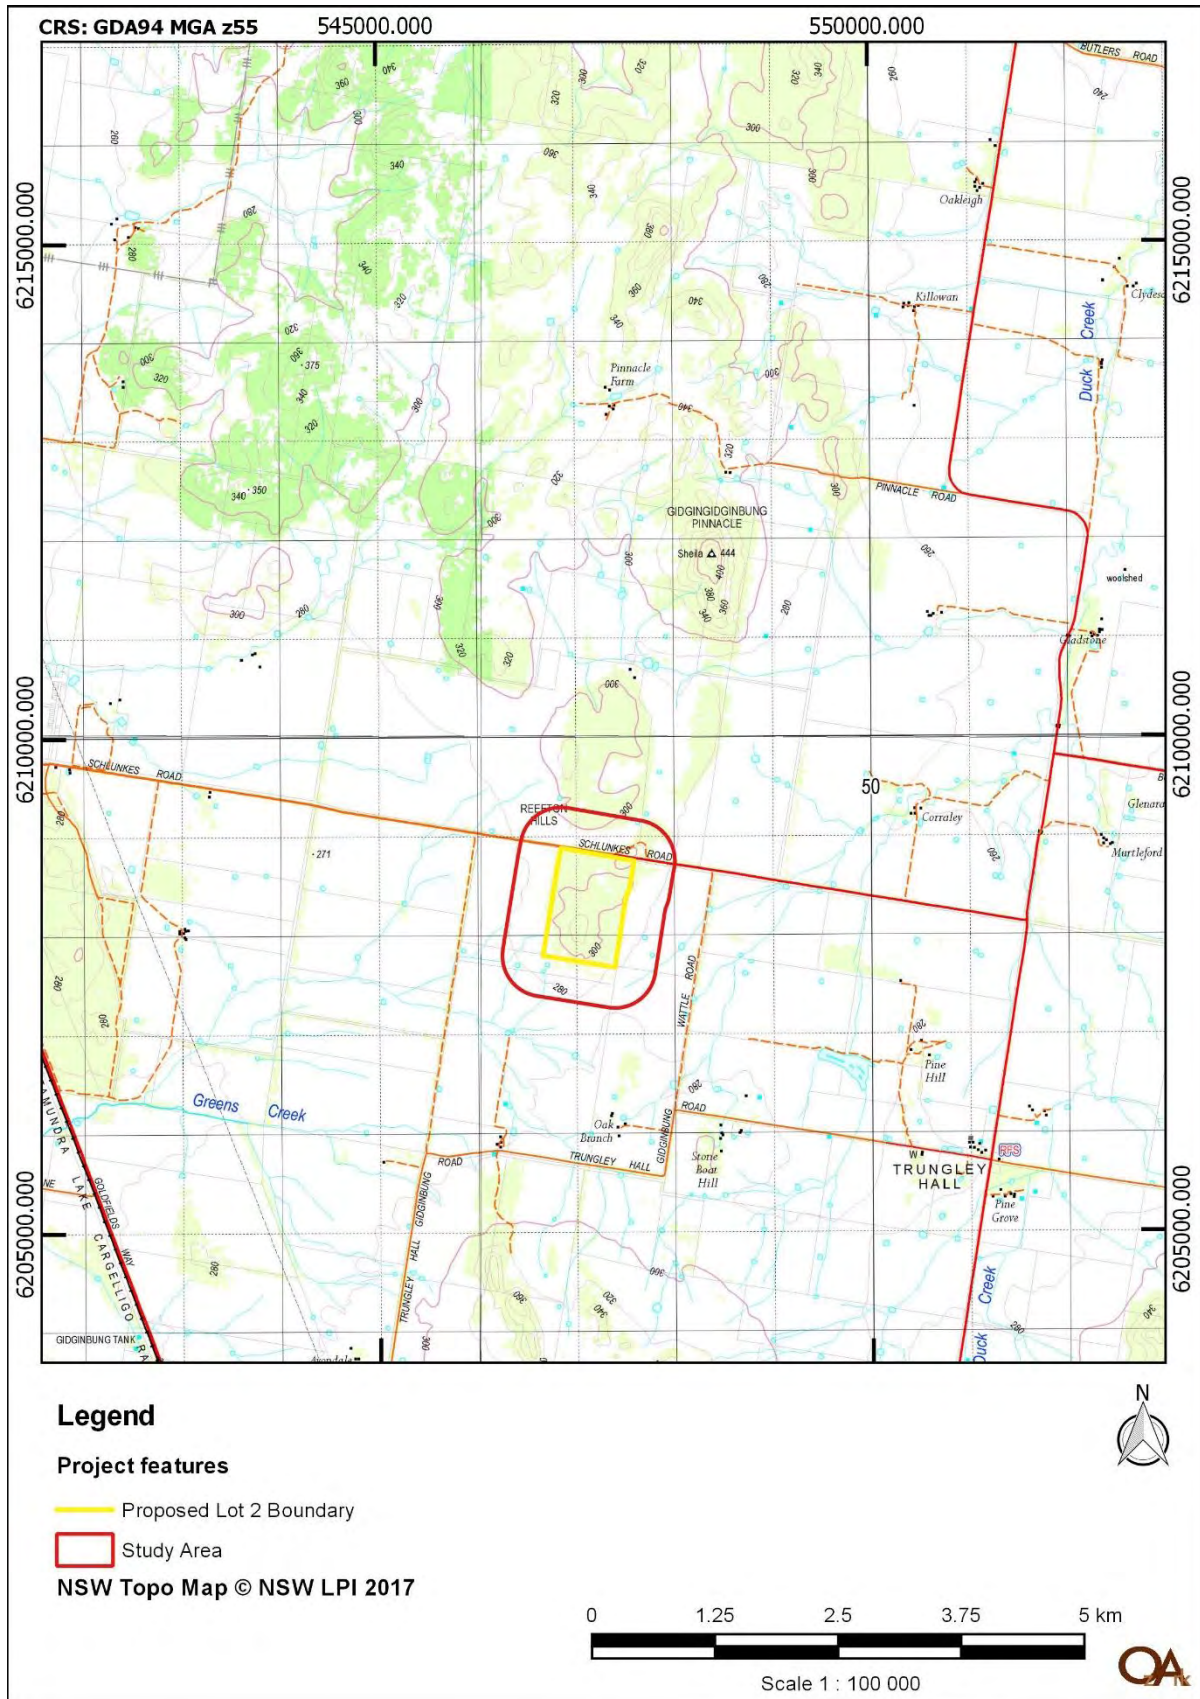 CRS: GDA94 MGA z55
545000.000
550000.000
BUTLERS ROAD
6215000.000
6215000.000
Oakleigh
Killowan
Duck Creek
Pinnacle
Farm
375
340 350
PINNACLE ROAD
GIDGINGIDGINBUNG
PINNACLE
Sheila 444
woolshed
Gladstone
6210000.000
6210000.000
SCHLUNKES ROAD
REEFTON
HILLS
SCHLUNKES ROAD
50
Corraley
Murtleford
271
WATTLE ROAD
Pine
Hill
Greens Creek
Oak
Branch
ROAD
GIDGINBUNG
TRUNGLEY HALL
ROAD
Stone
Boat
Hill
TRUNGLEY
HALL
Pine
Grove
6205000.000
6205000.000
TRUNGLEY HALL GIDGINBUNG
GOLDFIELDS WAY
LAKE CARGELLIGO
GIDGINBUNG TANK
Avondale
Duck Creek
Legend
N
Project features
Proposed Lot 2 Boundary
Study Area
NSW Topo Map © NSW LPI 2017
0 1.25 2.5 3.75 5 km
Scale 1 : 100 000